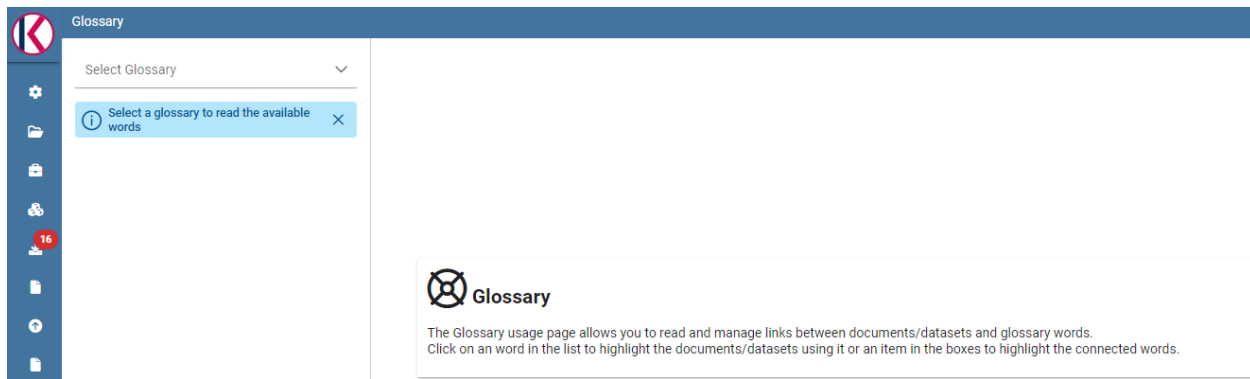 Glossary
Select Glossary
Select a glossary to read the available
words
16
Glossary
The Glossary usage page allows you to read and manage links between documents/datasets and glossary words.
Click on an word in the list to highlight the documents/datasets using it or an item in the boxes to highlight the connected words.